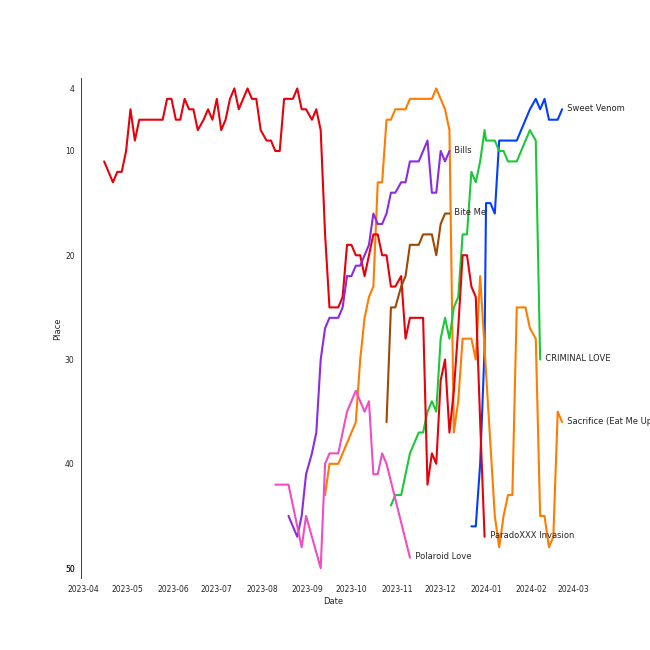 4
Sweet Venom
Bills
10
Bite Me
20
Place
30
CRIMINAL LOVE
Sacrifice (Eat Me Up
40
ParadoXXX Invasion
Polaroid Love
50
2023-04 2023-05 2023-06 2023-07 2023-08 2023-09 2023-10 2023-11 2023-12 2024-01 2024-02 2024-03
Date